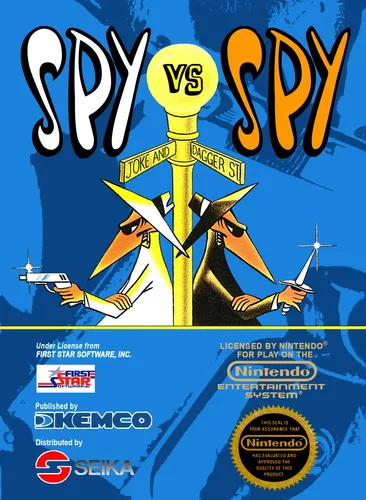 SPY VS SPY
JOKE AND DAGGER ST.
Under License from
FIRST STAR SOFTWARE, INC.
FIRST
STAR
SOFTWARE
Published by
KEMCO
Distributed by
SEIKA
LICENSED BY NINTENDO
FOR PLAY ON THE
Nintendo
ENTERTAINMENT
SYSTEM
THIS SEAL IS
YOUR ASSURANCE THAT
Nintendo
HAS EVALUATED AND
APPROVED THE
QUALITY OF THIS
PRODUCT